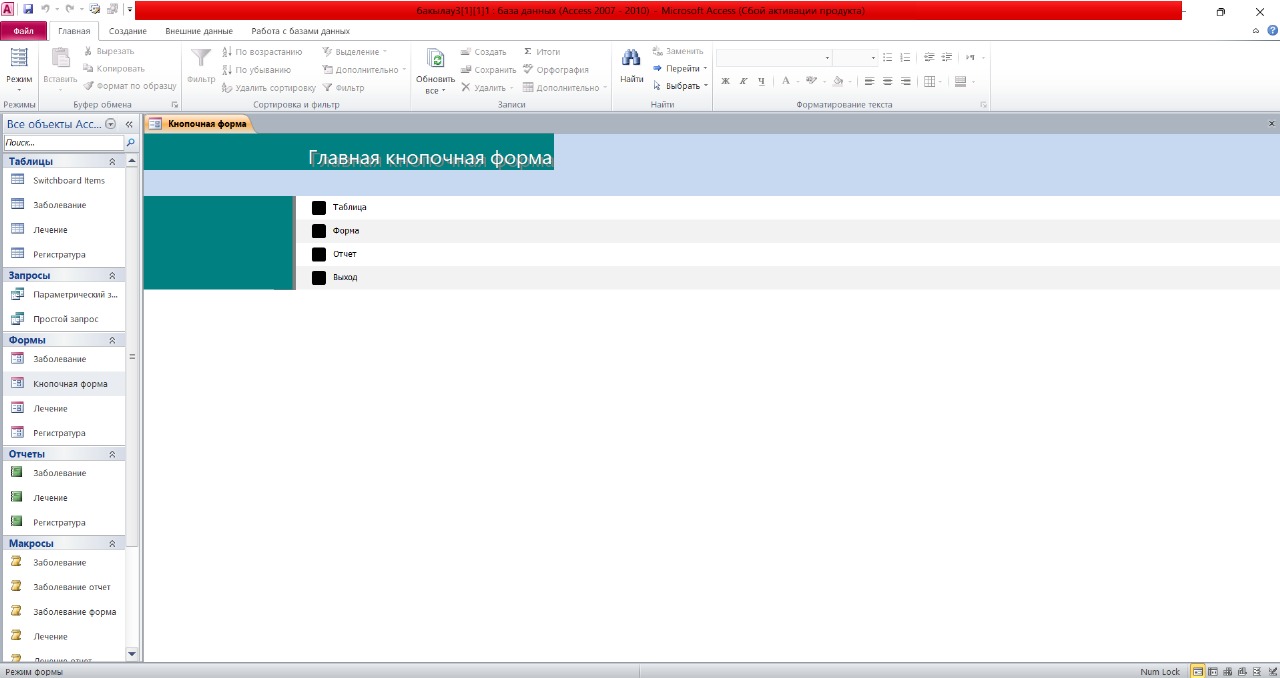 бакылау3[1][1]1 : база данных (Access 2007 - 2010) - Microsoft Access (Сбой активации продукта)
Файл
Главная
Создание
Внешние данные
Работа с базами данных
Режим
Режимы
Вставить
Вырезать
Копировать
Формат по образцу
Буфер обмена
Фильтр
По возрастанию
По убыванию
Удалить сортировку
Выделение
Дополнительно
Фильтр
Сортировка и фильтр
Обновить
все
Создать
Сохранить
Удалить
Итоги
Орфография
Дополнительно
Записи
Найти
Заменить
Перейти
Выбрать
Найти
Ж К Ч
A
Форматирование текста
Все объекты Acc...
Поиск...
Таблицы
Switchboard Items
Заболевание
Лечение
Регистратура
Запросы
Параметрический з...
Простой запрос
Формы
Заболевание
Кнопочная форма
Лечение
Регистратура
Отчеты
Заболевание
Лечение
Регистратура
Макросы
Заболевание
Заболевание отчет
Заболевание форма
Лечение
Лечение отчет
Кнопочная форма
Главная кнопочная форма
Таблица
Форма
Отчет
Выход
Режим формы
Num Lock